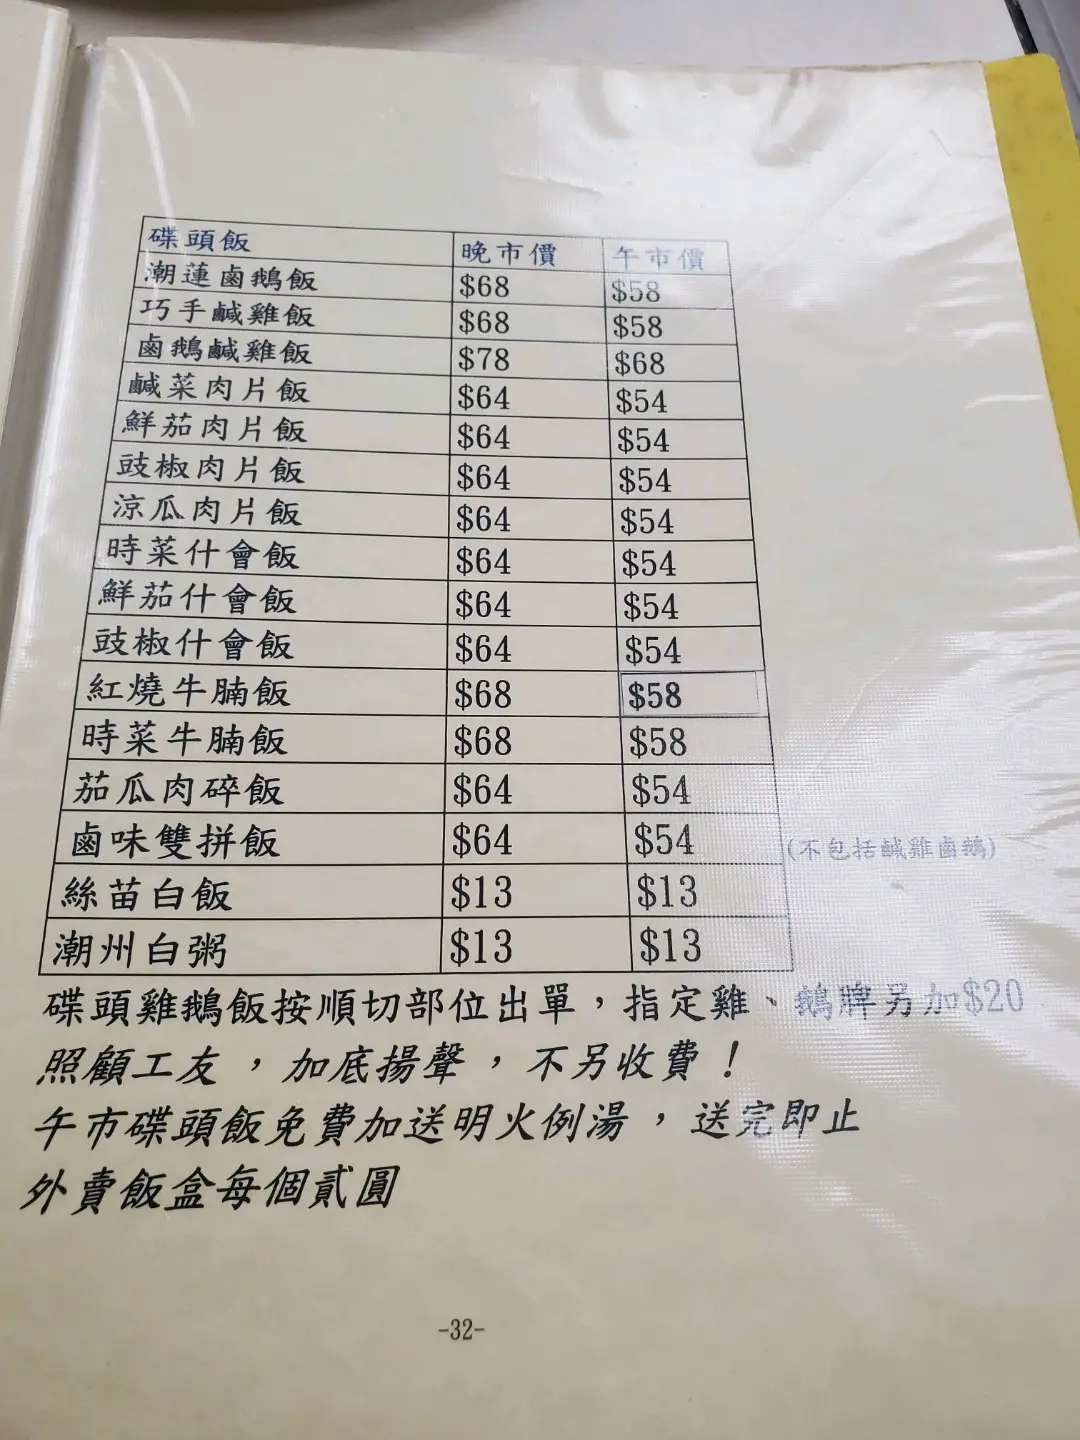 碟頭飯 晚市價 午市價
潮蓮鹵鵝飯 $68 $58
巧手鹹雞飯 $68 $58
鹵鵝鹹雞飯 $78 $68
鹹菜肉片飯 $64 $54
鮮茄肉片飯 $64 $54
豉椒肉片飯 $64 $54
涼瓜肉片飯 $64 $54
時菜什會飯 $64 $54
鮮茄什會飯 $64 $54
豉椒什會飯 $64 $54
紅燒牛腩飯 $68 $58
時菜牛腩飯 $68 $58
茄瓜肉碎飯 $64 $54
鹵味雙拼飯 $64 $54 (不包括鹹雞鹵鵝)
絲苗白飯 $13 $13
潮州白粥 $13 $13
碟頭雞鵝飯按順切部位出單，指定雞、鵝脾另加$20
照顧工友，加底揚聲，不另收費！
午市碟頭飯免費加送明火例湯，送完即止
外賣飯盒每個貳圓
-32-